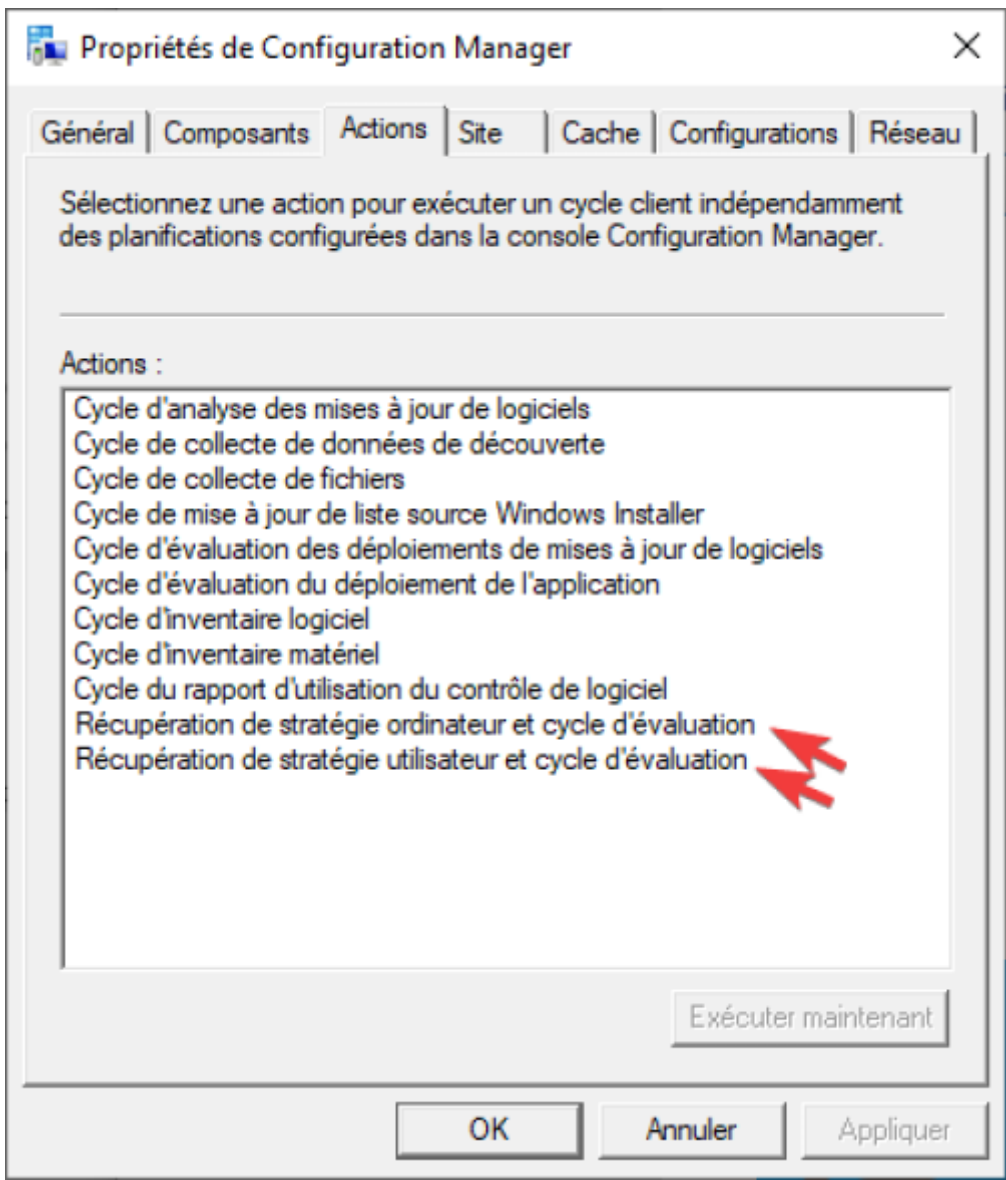 Propriétés de Configuration Manager
Général Composants Actions Site Cache Configurations Réseau
Sélectionnez une action pour exécuter un cycle client indépendamment
des planifications configurées dans la console Configuration Manager.
Actions :
Cycle d'analyse des mises à jour de logiciels
Cycle de collecte de données de découverte
Cycle de collecte de fichiers
Cycle de mise à jour de liste source Windows Installer
Cycle d'évaluation des déploiements de mises à jour de logiciels
Cycle d'évaluation du déploiement de l'application
Cycle d'inventaire logiciel
Cycle d'inventaire matériel
Cycle du rapport d'utilisation du contrôle de logiciel
Récupération de stratégie ordinateur et cycle d'évaluation
Récupération de stratégie utilisateur et cycle d'évaluation
Exécuter maintenant
OK Annuler Appliquer